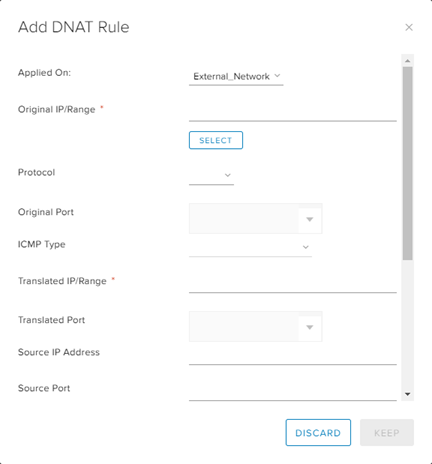 Add DNAT Rule
Applied On: External_Network
Original IP/Range *
SELECT
Protocol
Original Port
ICMP Type
Translated IP/Range *
Translated Port
Source IP Address
Source Port
DISCARD KEEP